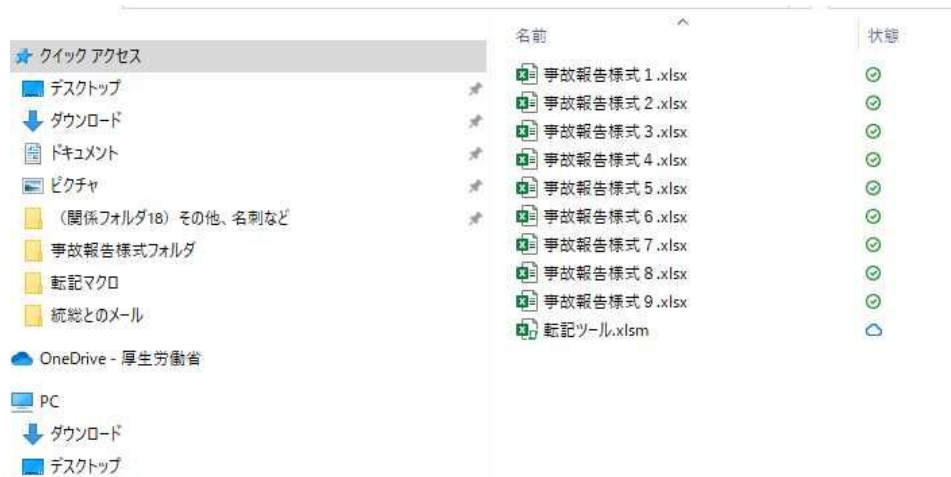 クイック アクセス
デスクトップ
ダウンロード
ドキュメント
ピクチャ
（関係フォルダ18）その他、名刺など
事故報告様式フォルダ
転記マクロ
統総とのメール
OneDrive - 厚生労働省
PC
ダウンロード
デスクトップ
名前 状態
事故報告様式１.xlsx
事故報告様式２.xlsx
事故報告様式３.xlsx
事故報告様式４.xlsx
事故報告様式５.xlsx
事故報告様式６.xlsx
事故報告様式７.xlsx
事故報告様式８.xlsx
事故報告様式９.xlsx
転記ツール.xlsm